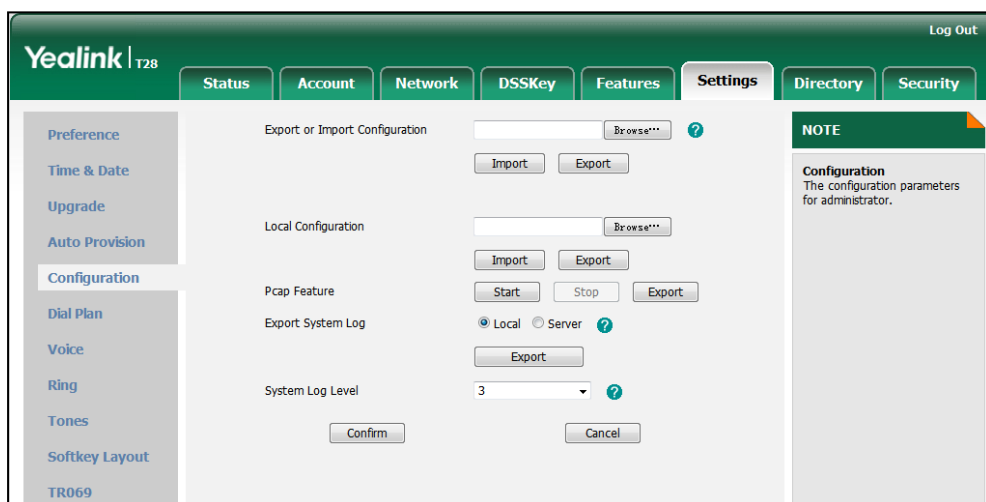 Log Out
Yealink T28
Status Account Network DSSKey Features Settings Directory Security
Preference
Time & Date
Upgrade
Auto Provision
Configuration
Dial Plan
Voice
Ring
Tones
Softkey Layout
TR069
Export or Import Configuration Browse... ?
Import Export
Local Configuration Browse...
Import Export
Pcap Feature Start Stop Export
Export System Log Local Server ?
Export
System Log Level 3 ?
Confirm Cancel
NOTE
Configuration
The configuration parameters
for administrator.